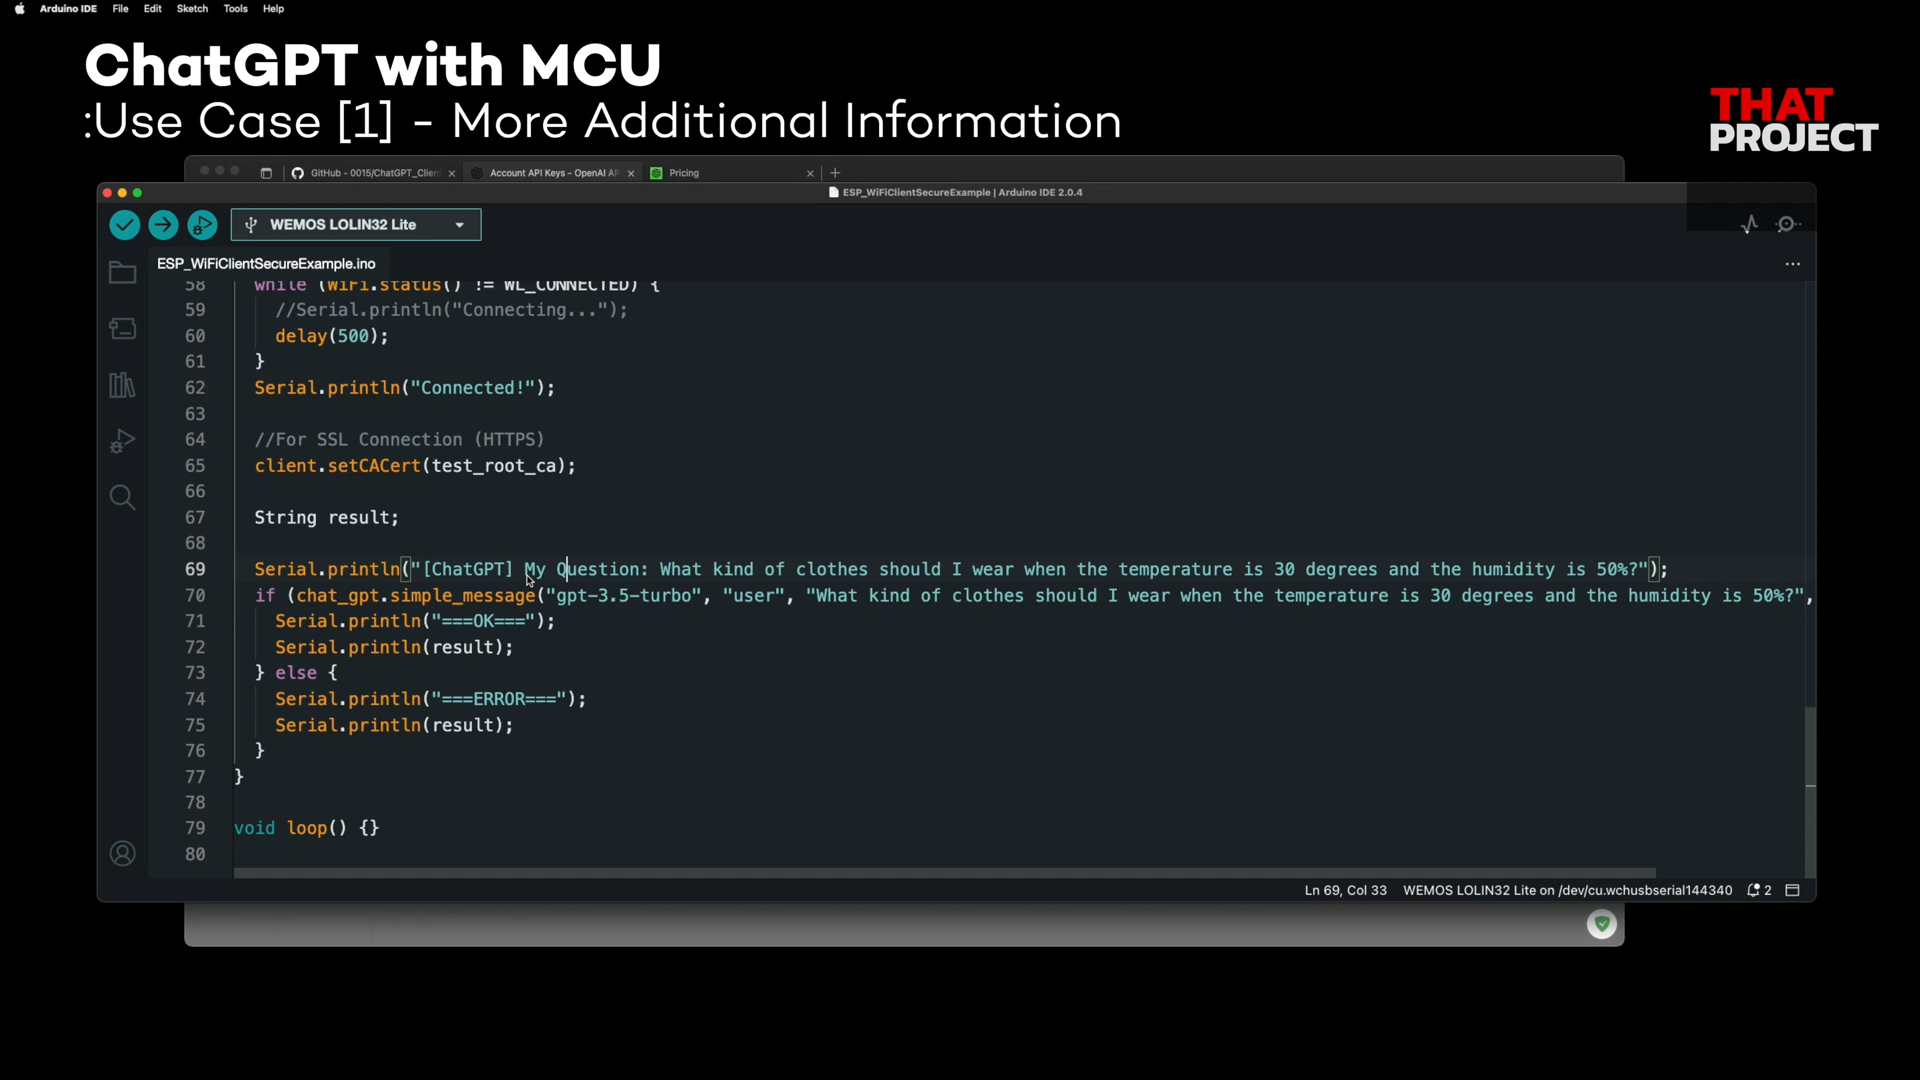 Arduino IDE File Edit Sketch Tools Help
ChatGPT with MCU
:Use Case [1] - More Additional Information
THAT
PROJECT
GitHub - 0015/ChatGPT_Clien Account API Keys - OpenAI AP Pricing
ESP_WiFiClientSecureExample | Arduino IDE 2.0.4
WEMOS LOLIN32 Lite
ESP_WiFiClientSecureExample.ino
58 while (WiFi.status() != WL_CONNECTED) {
59 //Serial.println("Connecting...");
60 delay(500);
61 }
62 Serial.println("Connected!");
63
64 //For SSL Connection (HTTPS)
65 client.setCACert(test_root_ca);
66
67 String result;
68
69 Serial.println("[ChatGPT] My Question: What kind of clothes should I wear when the temperature is 30 degrees and the humidity is 50%?");
70 if (chat_gpt.simple_message("gpt-3.5-turbo", "user", "What kind of clothes should I wear when the temperature is 30 degrees and the humidity is 50%?",
71 Serial.println("===OK===");
72 Serial.println(result);
73 } else {
74 Serial.println("===ERROR===");
75 Serial.println(result);
76 }
77 }
78
79 void loop() {}
80
Ln 69, Col 33 WEMOS LOLIN32 Lite on /dev/cu.wchusbserial144340 2